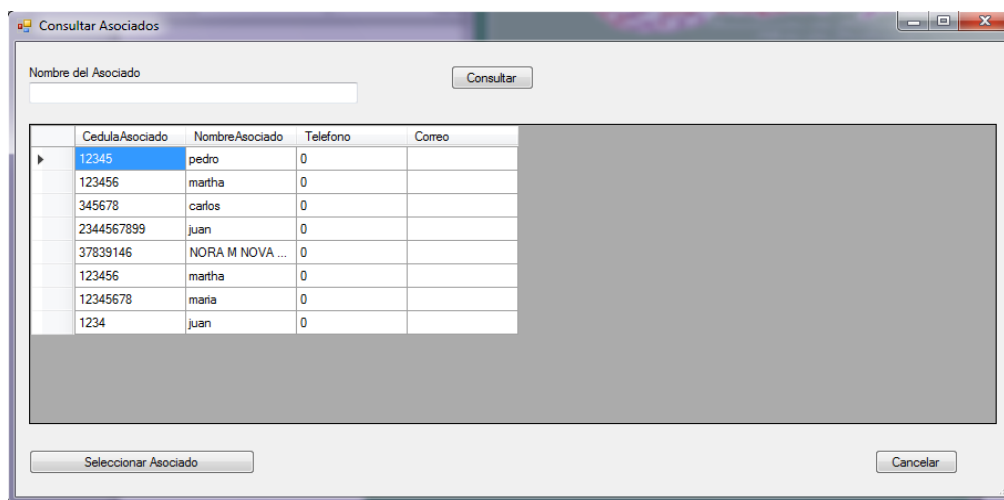 Consultar Asociados
Nombre del Asociado
Consultar
CedulaAsociado NombreAsociado Telefono Correo
12345 pedro 0
123456 martha 0
345678 carlos 0
2344567899 juan 0
37839146 NORA M NOVA ... 0
123456 martha 0
12345678 maria 0
1234 juan 0
Seleccionar Asociado Cancelar